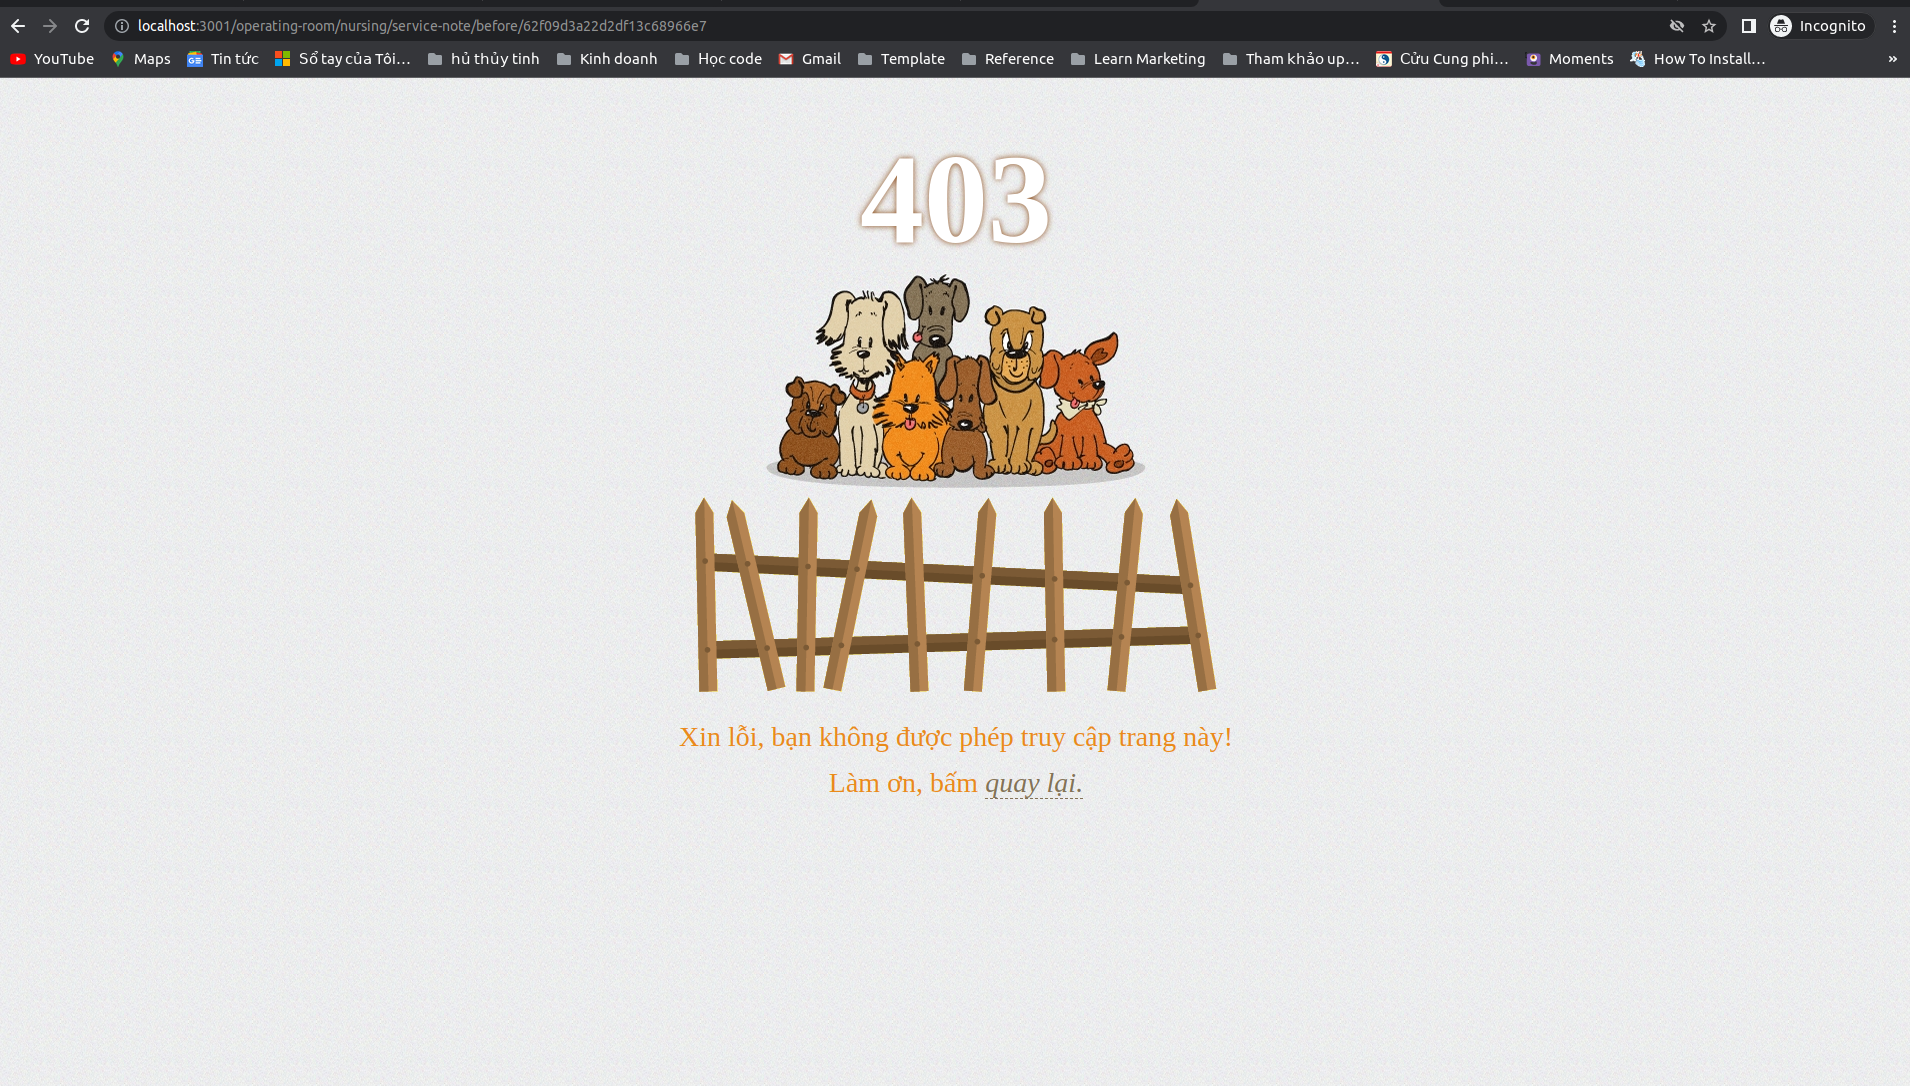 localhost:3001/operating-room/nursing/service-note/before/62f09d3a22d2df13c68966e7
Incognito
YouTube
Maps
Tin tức
Sổ tay của Tôi...
hủ thủy tinh
Kinh doanh
Học code
Gmail
Template
Reference
Learn Marketing
Tham khảo up...
Cửu Cung phi...
Moments
How To Install...
»
403
Xin lỗi, bạn không được phép truy cập trang này!
Làm ơn, bấm quay lại.